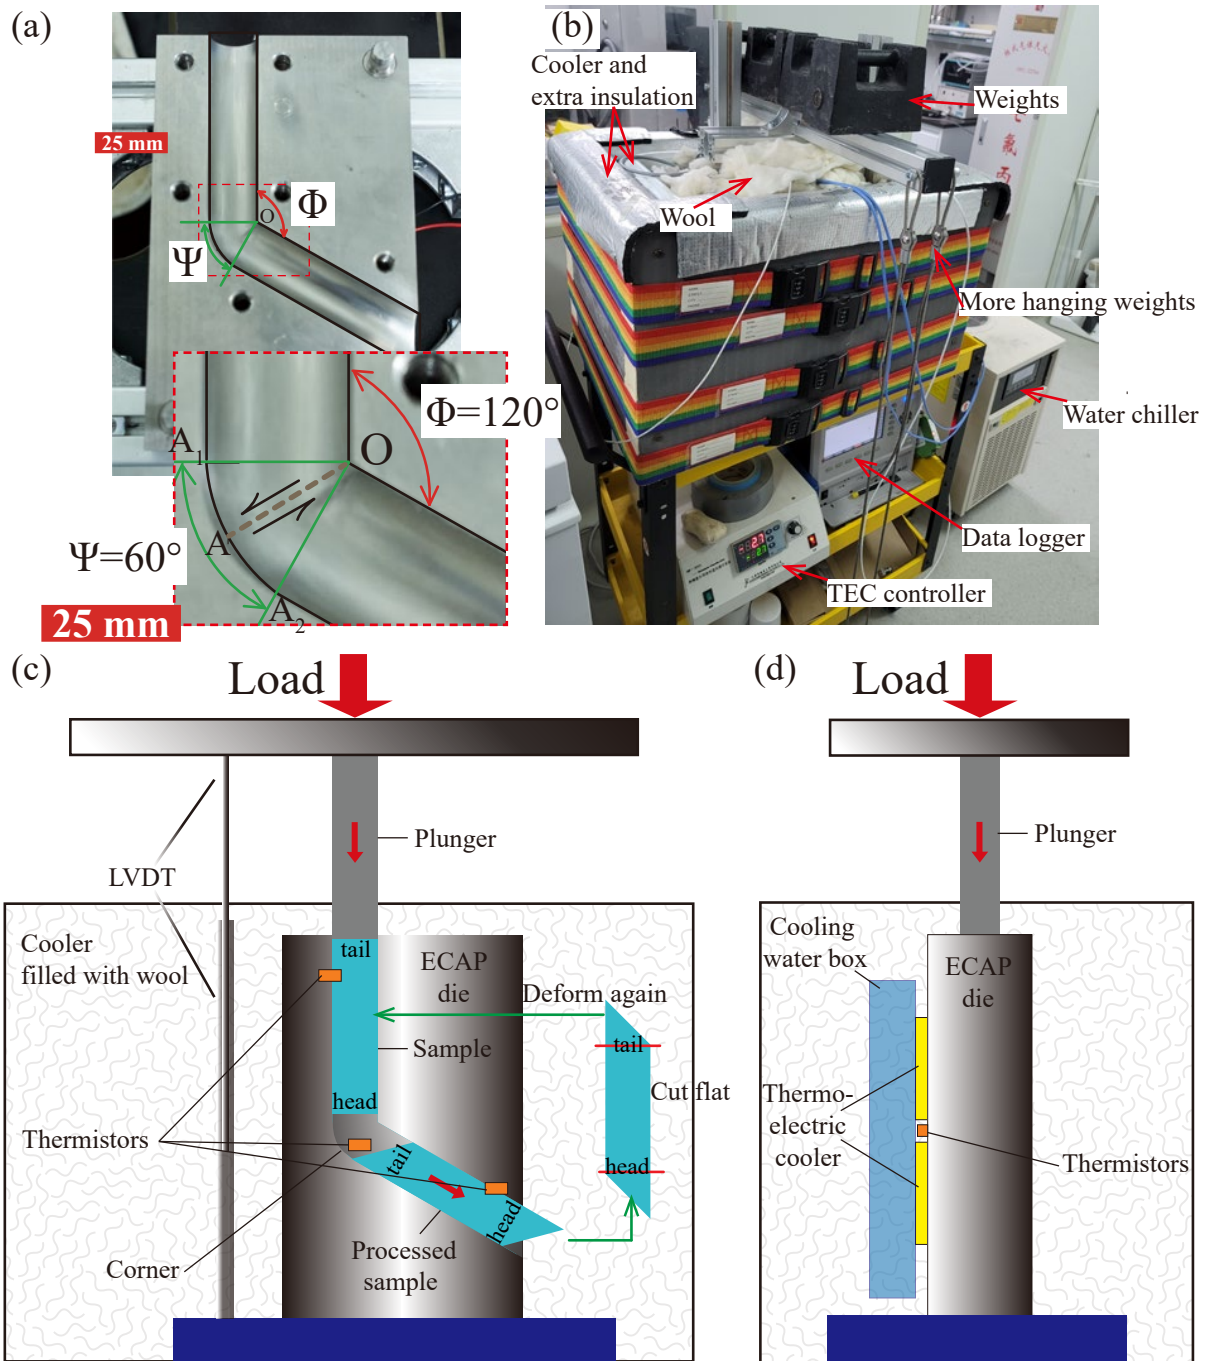 (a)
25 mm
O
Φ
Ψ
A1
O
Φ=120°
A
Ψ=60°
A2
25 mm
(b)
Cooler and
extra insulation
Weights
Wool
More hanging weights
Water chiller
Data logger
TEC controller
(c)
Load
Plunger
LVDT
Cooler
filled with wool
tail
ECAP
die
Deform again
Sample
tail
Cut flat
head
Thermistors
head
tail
head
Processed
sample
Corner
(d)
Load
Plunger
Cooling
water box
ECAP
die
Thermo-
electric
cooler
Thermistors